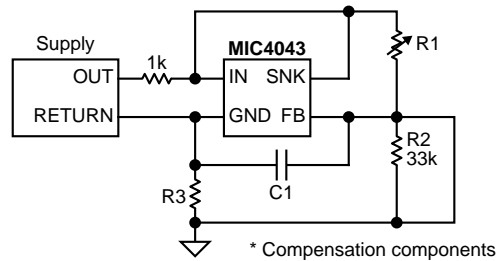 Supply
1k
MIC4043
R1
OUT
IN
SNK
RETURN
GND
FB
R2
33k
R3
C1
* Compensation components